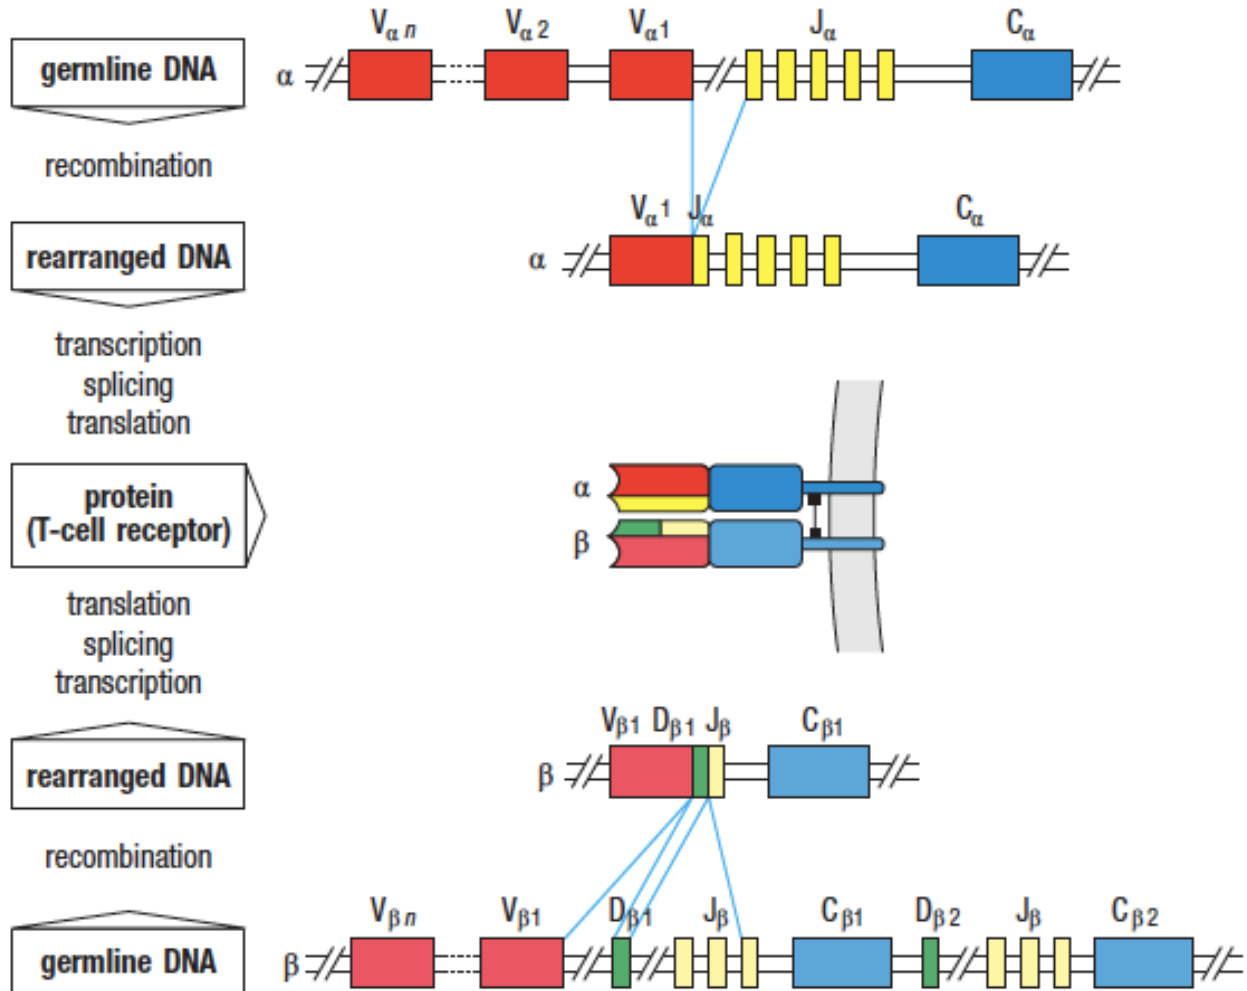 Vα n Vα 2 Vα 1 Jα Cα
germline DNA α
recombination
Vα 1 Jα Cα
rearranged DNA α
transcription
splicing
translation
protein
(T-cell receptor)
α
β
translation
splicing
transcription
Vβ1 Dβ1 Jβ Cβ1
rearranged DNA β
recombination
Vβn Vβ1 Dβ1 Jβ Cβ1 Dβ2 Jβ Cβ2
germline DNA β